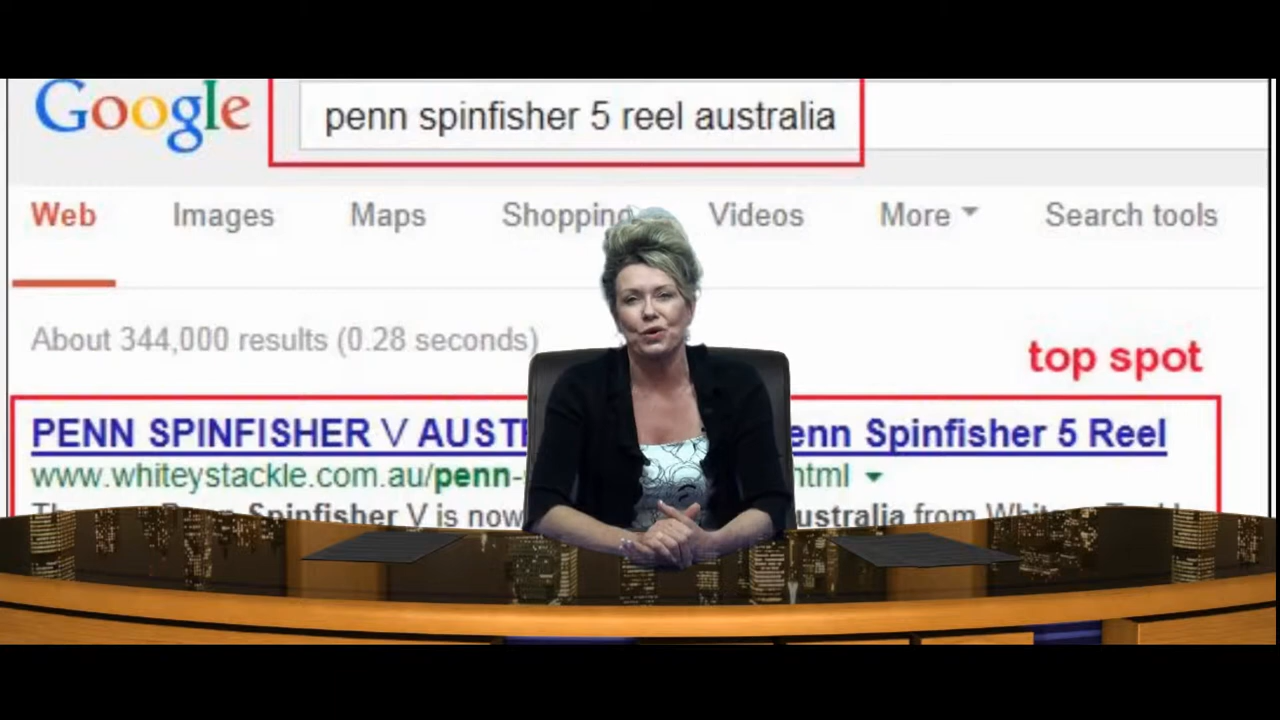 Google
penn spinfisher 5 reel australia
Web Images Maps Shopping Videos More Search tools
About 344,000 results (0.28 seconds)
top spot
PENN SPINFISHER V AUST enn Spinfisher 5 Reel
www.whiteystackle.com.au/penn- html
Spinfisher V is now ustralia from